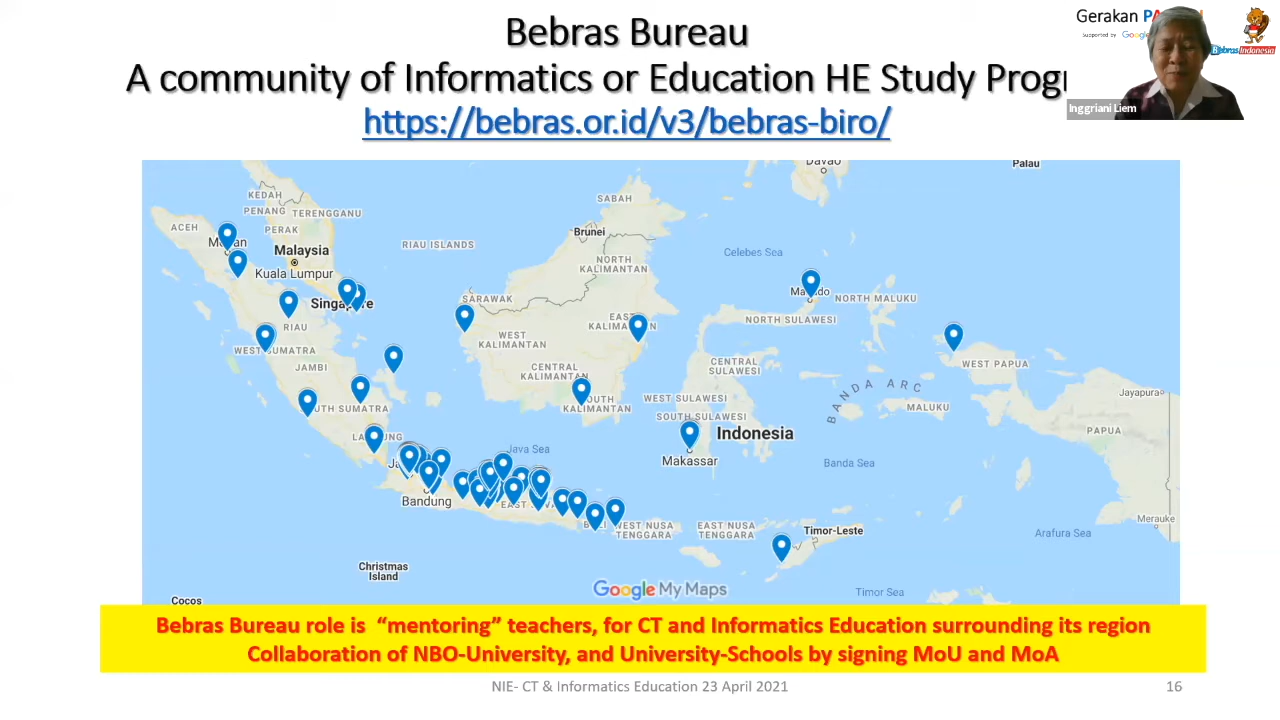 Bebras Bureau
A community of Informatics or Education HE Study
https://bebras.or.id/v3/bebras-biro/
Gerakan
Supported by
Bebras Indonesia
Inggriani Liem
Davao
Palau
KEDAH
PENANG TERENGGANU
SABAH
ACEH
PERAK
Brunei
Malaysia
RIAU ISLANDS
Celebes Sea
NORTH
KALIMANTAN
Kuala Lumpur
NORTH MALUKU
SARAWAK
NORTH SULAWESI
RIAU
WEST
KALIMANTAN
WEST SUMATRA
CENTRAL
SULAWESI
WEST PAPUA
JAMBI
CENTRAL
KALIMANTAN
BANDA ARC
Jayapura
KALIMANTAN
WEST SULAWESI
MALUKU
SOUTH SULAWESI
PAPUA
Indonesia
Java Sea
Makassar
Banda Sea
Bandung
Merauke
WEST NUSA
TENGGARA
EAST NUSA
TENGGARA
Timor-Leste
Arafura Sea
Christmas
Island
Google My Maps
Timor Sea
Cocos
Bebras Bureau role is “mentoring” teachers, for CT and Informatics Education surrounding its region
Collaboration of NBO-University, and University-Schools by signing MoU and MoA
NIE- CT & Informatics Education 23 April 2021
16